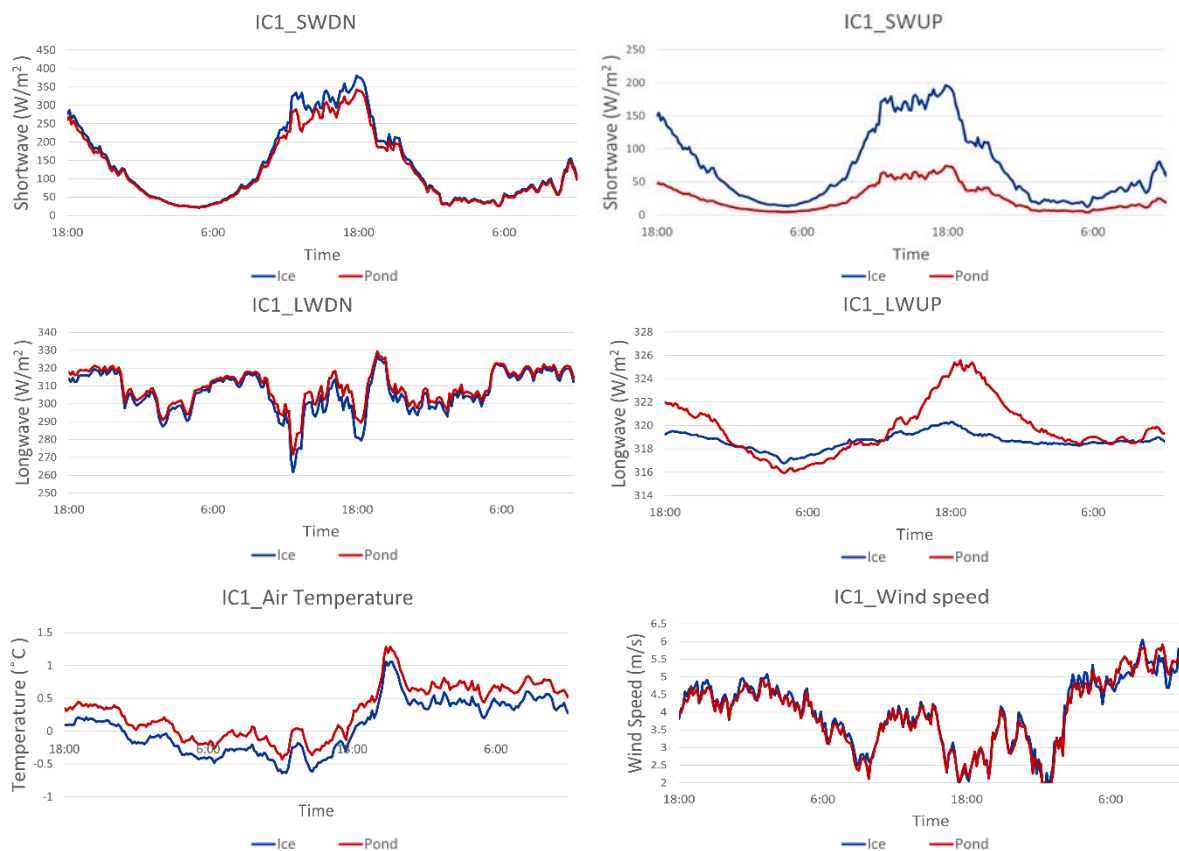 IC1_SWDN
Shortwave (W/m²)
450
400
350
300
250
200
150
100
50
0
18:00 6:00 18:00 6:00
Time
Ice Pond
IC1_SWUP
Shortwave (W/m²)
250
200
150
100
50
0
18:00 6:00 18:00 6:00
Time
Ice Pond
IC1_LWDN
Longwave (W/m²)
340
330
320
310
300
290
280
270
260
250
18:00 6:00 18:00 6:00
Time
Ice Pond
IC1_LWUP
Longwave (W/m²)
328
326
324
322
320
318
316
314
18:00 6:00 18:00 6:00
Time
Ice Pond
IC1_Air Temperature
Temperature (˚C)
1.5
1
0.5
0
-0.5
-1
18:00 6:00 18:00 6:00
Time
Ice Pond
IC1_Wind speed
Wind Speed (m/s)
6.5
6
5.5
5
4.5
4
3.5
3
2.5
2
18:00 6:00 18:00 6:00
Time
Ice Pond